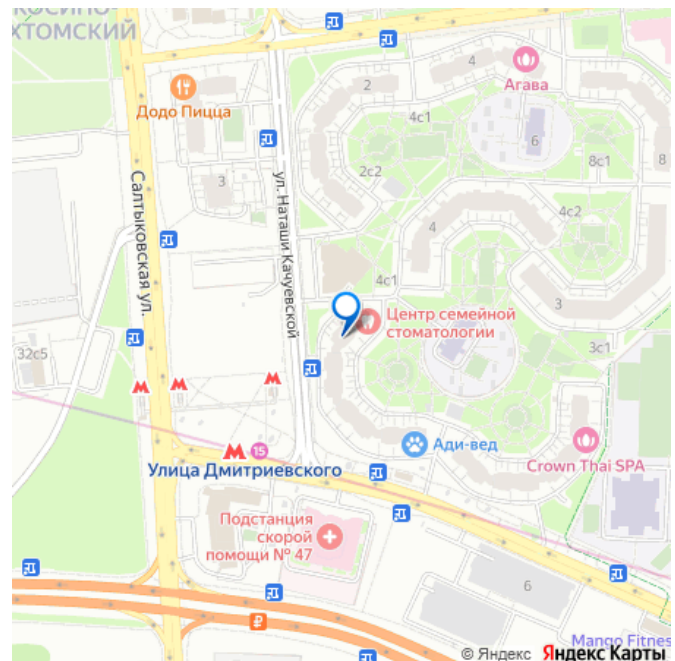 КОСИНО-
УХТОМСКИЙ
Додо Пицца
2
4
Агава
4с1
6
8с1
8
3
2с2
4
4с2
Салтыковская ул.
ул. Наташи Качуевской
4с1
3
Центр семейной
стоматологии
3с1
32с5
15
Улица Дмитриевского
Ади-вед
Crown Thai SPA
Подстанция
скорой
помощи № 47
6
Mango Fitnes
© Яндекс Яндекс Карты